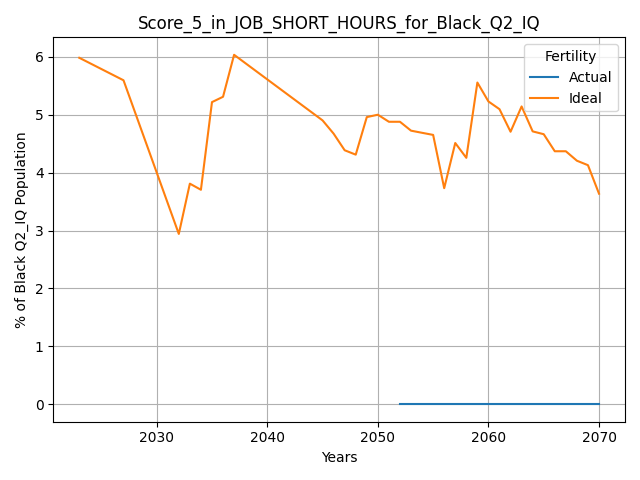 Score_5_in_JOB_SHORT_HOURS_for_Black_Q2_IQ
Fertility
Actual
Ideal
% of Black Q2_IQ Population
6
5
4
3
2
1
0
2030 2040 2050 2060 2070
Years